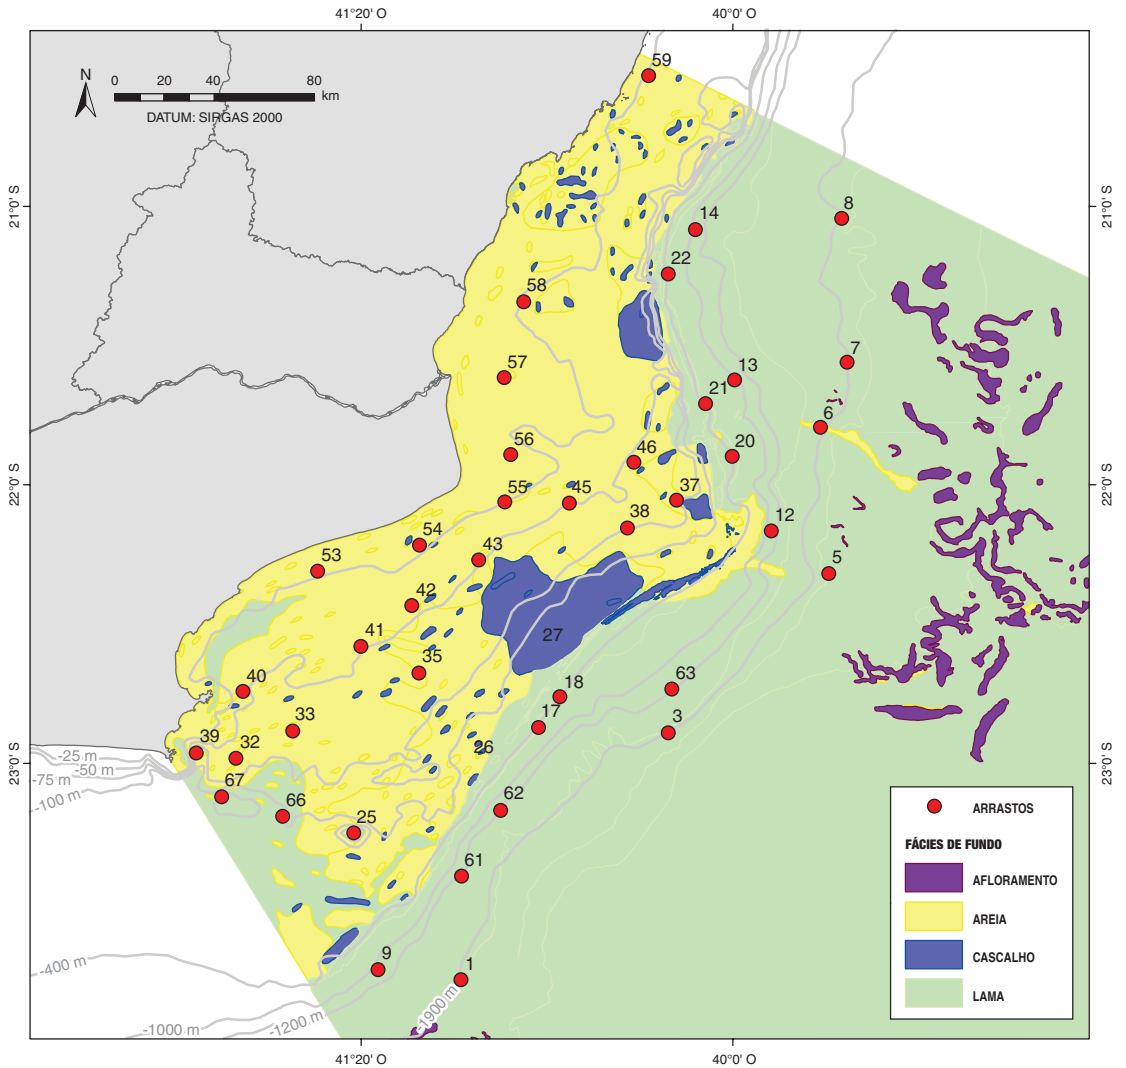 41°20' O
40°0' O
N
0
20
40
80
km
DATUM: SIRGAS 2000
59
21°0' S
8
21°0' S
14
22
58
7
57
13
21
6
56
46
20
22°0' S
55
45
37
22°0' S
38
12
54
43
53
5
42
27
41
35
18
63
40
17
3
33
39
32
26
23°0' S
23°0' S
-25 m
-50 m
-75 m
-100 m
67
66
25
62
61
9
1
-400 m
-1000 m
-1200 m
-1900 m
ARRASTOS
FÁCIES DE FUNDO
AFLORAMENTO
AREIA
CASCALHO
LAMA
41°20' O
40°0' O